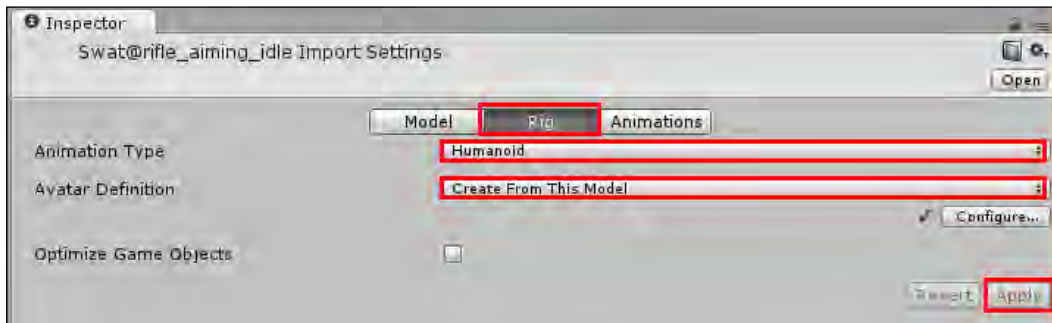 Inspector
Swat@rifle_aiming_idle Import Settings
Open
Model Rig Animations
Animation Type Humanoid
Avatar Definition Create From This Model
Configure...
Optimize Game Objects
Revert Apply